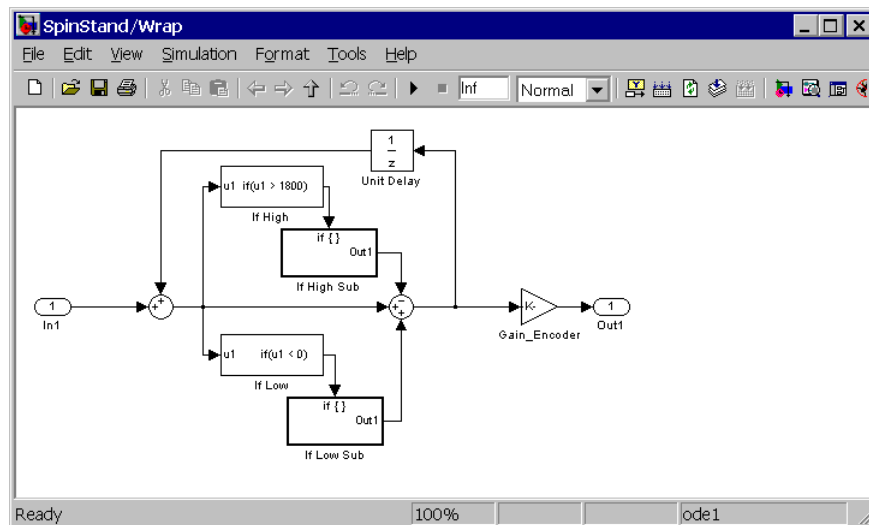 SpinStand/Wrap
File Edit View Simulation Format Tools Help
Inf Normal
1
z
Unit Delay
u1 if(u1 > 1800)
If High
if { }
Out1
If High Sub
1
In1
K-
Gain_Encoder
1
Out1
u1 if(u1 < 0)
If Low
if { }
Out1
If Low Sub
Ready 100% ode1